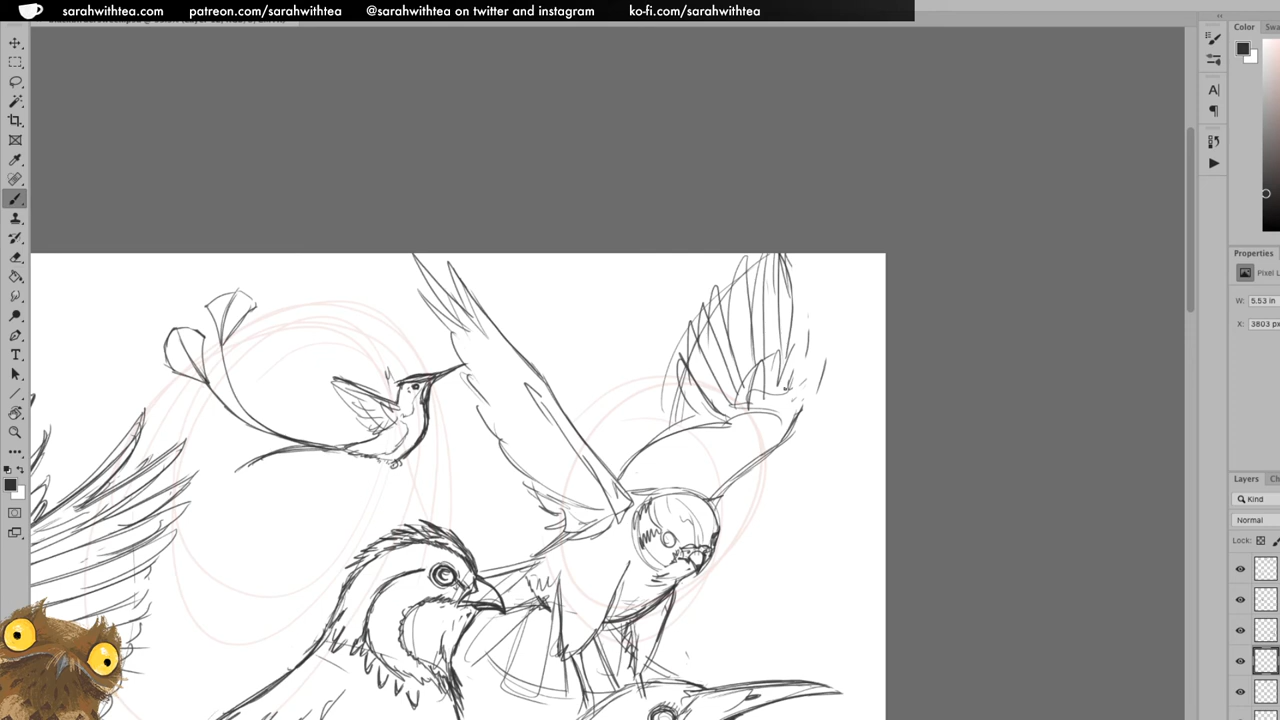 sarahwithtea.com patreon.com/sarahwithtea @sarahwithtea on twitter and instagram ko-fi.com/sarahwithtea
Color
Properties
Pixel
W: 5.53 in
X: 3803 px
Layers
Kind
Normal
Lock: